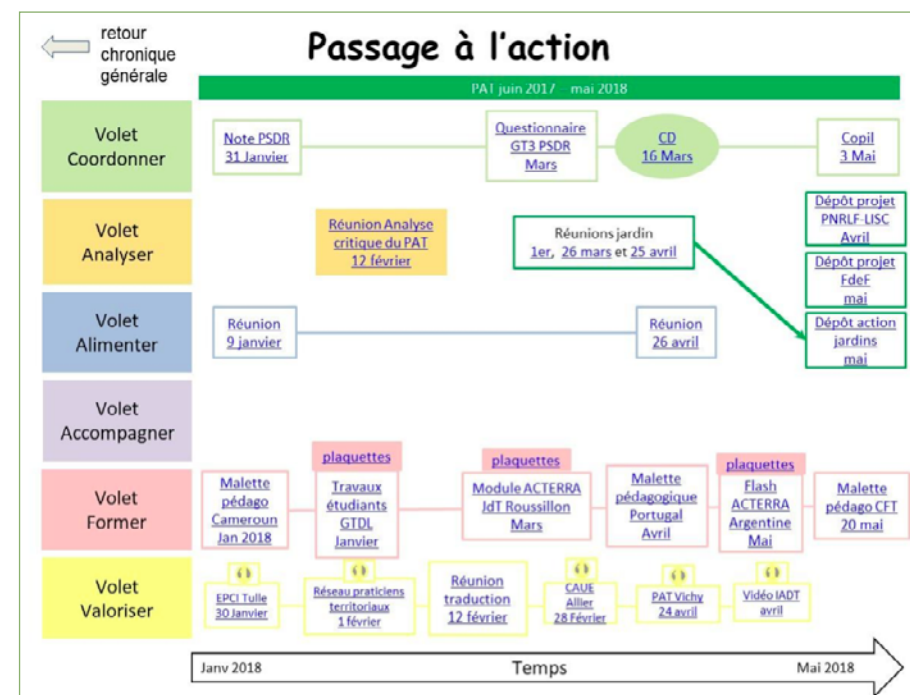 retour
chronique
générale
Passage à l'action
PAT juin 2017 – mai 2018
Volet
Coordonner
Note PSDR
31 Janvier
Questionnaire
GT3 PSDR
Mars
CD
16 Mars
Copil
3 Mai
Volet
Analyser
Réunion Analyse
critique du PAT
12 février
Réunions jardin
1er, 26 mars et 25 avril
Dépôt projet
PNRLF-LISC
Avril
Dépôt projet
FdeF
mai
Dépôt action
jardins
mai
Volet
Alimenter
Réunion
9 janvier
Réunion
26 avril
Volet
Accompagner
Volet
Former
Malette
pédago
Cameroun
Jan 2018
plaquettes
Travaux
étudiants
GTDL
Janvier
plaquettes
Module ACTERRA
JdT Roussillon
Mars
Malette
pédagogique
Portugal
Avril
plaquettes
Flash
ACTERRA
Argentine
Mai
Malette
pédago CFT
20 mai
Volet
Valoriser
EPCI Tulle
30 Janvier
Réseau praticiens
territoriaux
1 février
Réunion
traduction
12 février
CAUE
Allier
28 Février
PAT Vichy
24 avril
Vidéo IADT
avril
Janv 2018
Temps
Mai 2018